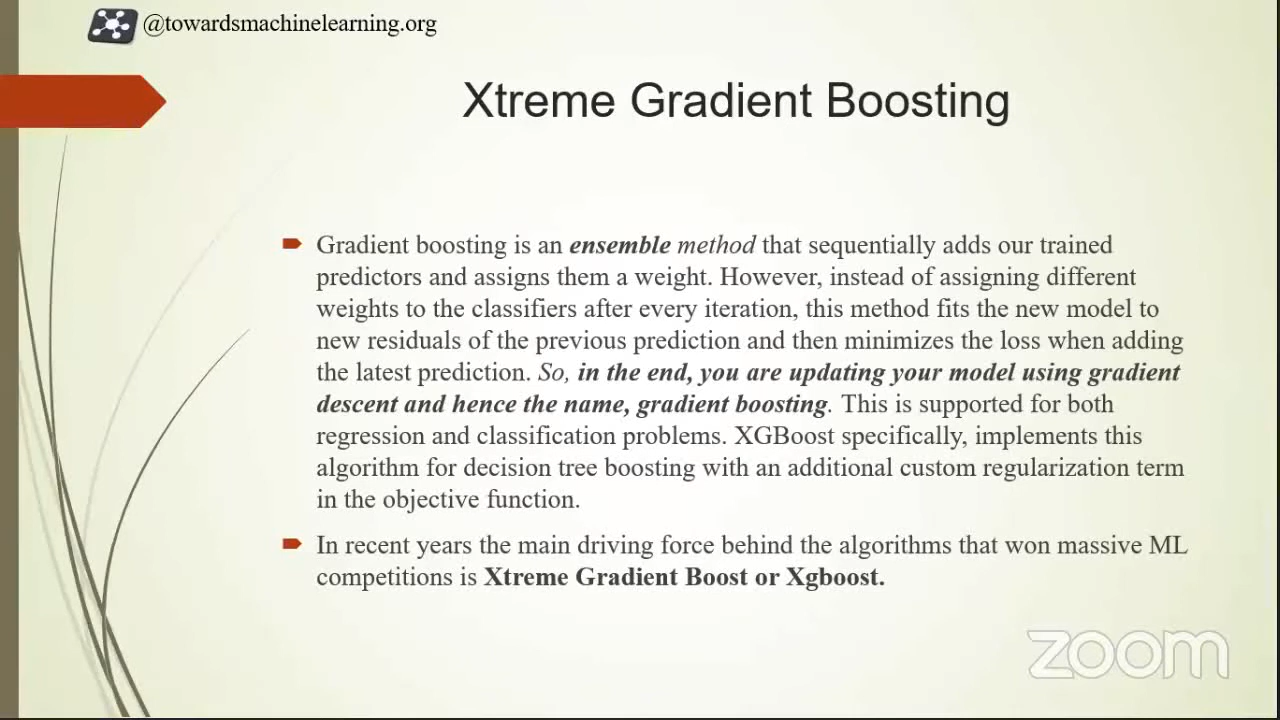 @towardsmachinelearning.org
Xtreme Gradient Boosting
Gradient boosting is an ensemble method that sequentially adds our trained
predictors and assigns them a weight. However, instead of assigning different
weights to the classifiers after every iteration, this method fits the new model to
new residuals of the previous prediction and then minimizes the loss when adding
the latest prediction. So, in the end, you are updating your model using gradient
descent and hence the name, gradient boosting. This is supported for both
regression and classification problems. XGBoost specifically, implements this
algorithm for decision tree boosting with an additional custom regularization term
in the objective function.
In recent years the main driving force behind the algorithms that won massive ML
competitions is Xtreme Gradient Boost or Xgboost.
zoom